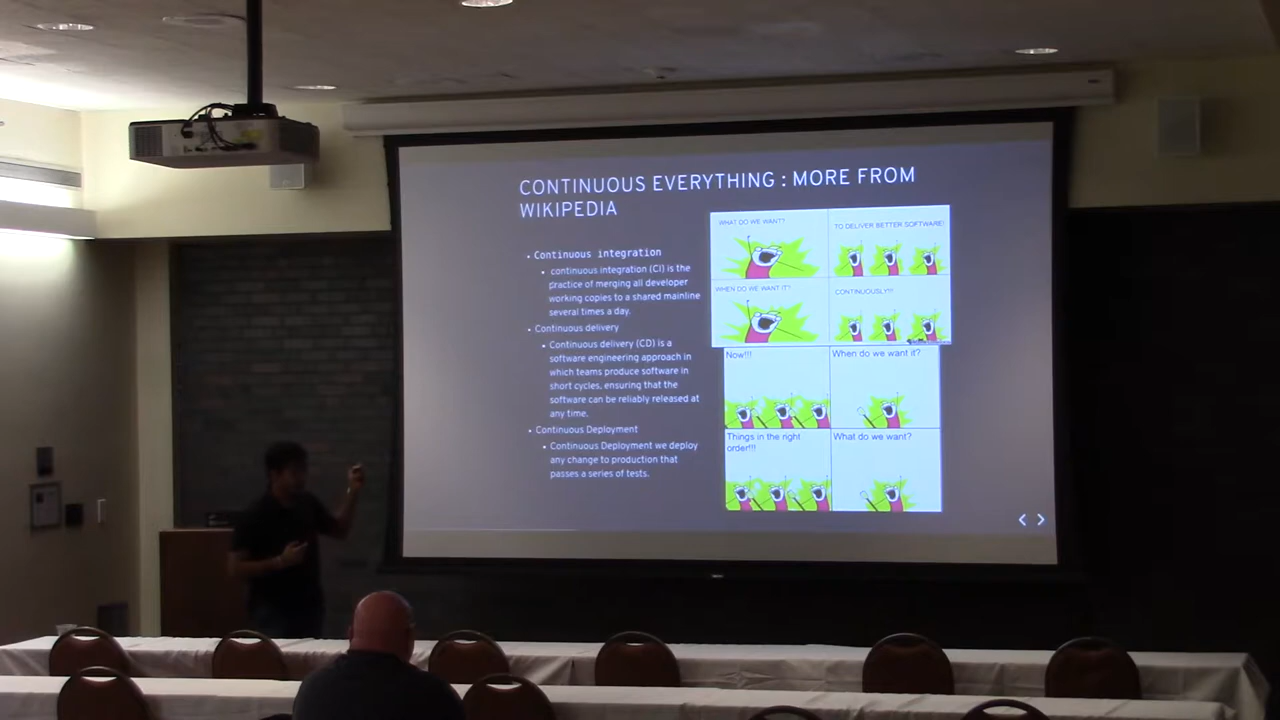 CONTINUOUS EVERYTHING : MORE FROM
WIKIPEDIA
Continuous integration
continuous integration (CI) is the
practice of merging all developer
working copies to a shared mainline
several times a day.
Continuous delivery
Continuous delivery (CD) is a
software engineering approach in
which teams produce software in
short cycles, ensuring that the
software can be reliably released at
any time.
Continuous Deployment
Continuous Deployment we deploy
any change to production that
passes a series of tests.
WHAT DO WE WANT?
TO DELIVER BETTER SOFTWARE!
WHEN DO WE WANT IT?
CONTINUOUSLY!!!
Now!!!
When do we want it?
Things in the right
order!!!
What do we want?